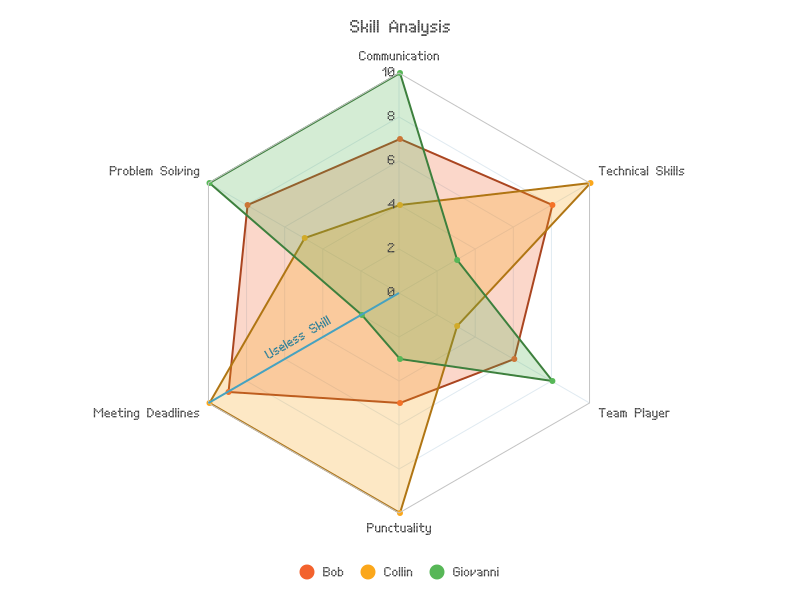 Skill Analysis
Communication
10
8
6
4
2
0
Problem Solving
Technical Skills
Useless Skill
Meeting Deadlines
Team Player
Punctuality
Bob
Collin
Giovanni